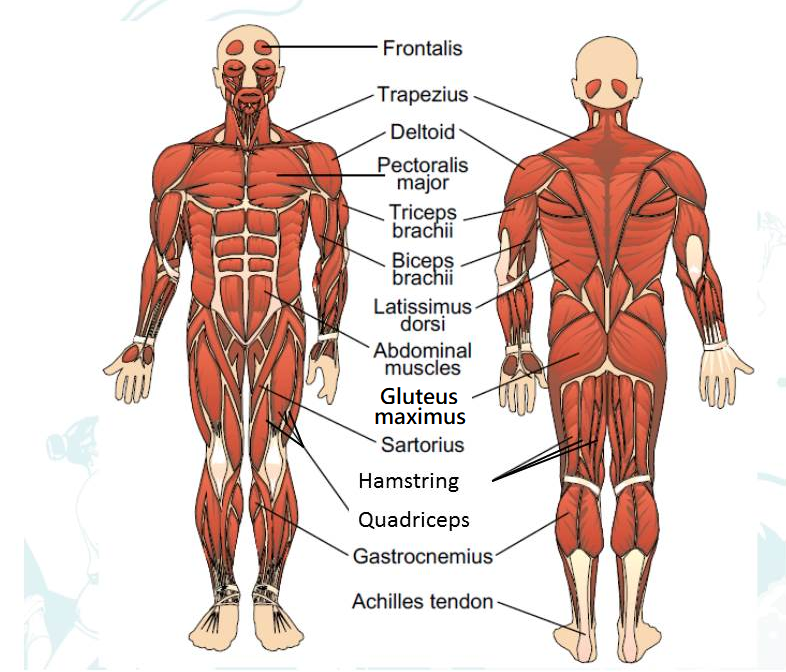 Frontalis
Trapezius
Deltoid
Pectoralis
major
Triceps
brachii
Biceps
brachii
Latissimus
dorsi
Abdominal
muscles
Gluteus
maximus
Sartorius
Hamstring
Quadriceps
Gastrocnemius
Achilles tendon